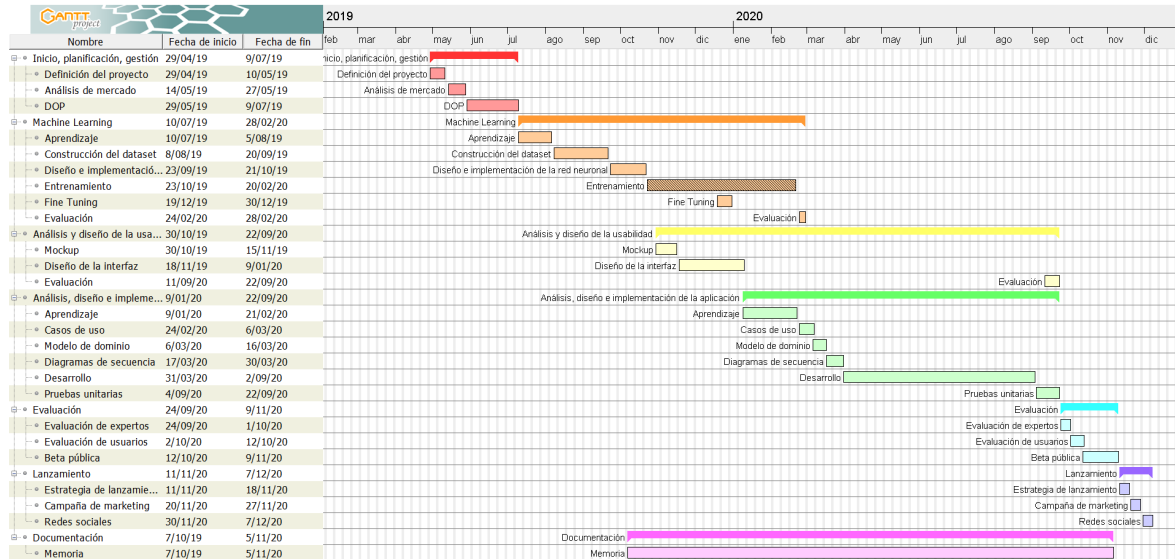 GANTT project
2019 2020
Nombre Fecha de inicio Fecha de fin feb mar abr may jun jul ago sep oct nov dic ene feb mar abr may jun jul ago sep oct nov dic
Inicio, planificación, gestión 29/04/19 9/07/19 nicio, planificación, gestión
Definición del proyecto 29/04/19 10/05/19 Definición del proyecto
Análisis de mercado 14/05/19 27/05/19 Análisis de mercado
DOP 29/05/19 9/07/19 DOP
Machine Learning 10/07/19 28/02/20 Machine Learning
Aprendizaje 10/07/19 5/08/19 Aprendizaje
Construcción del dataset 8/08/19 20/09/19 Construcción del dataset
Diseño e implementació... 23/09/19 21/10/19 Diseño e implementación de la red neuronal
Entrenamiento 23/10/19 20/02/20 Entrenamiento
Fine Tuning 19/12/19 30/12/19 Fine Tuning
Evaluación 24/02/20 28/02/20 Evaluación
Análisis y diseño de la usa... 30/10/19 22/09/20 Análisis y diseño de la usabilidad
Mockup 30/10/19 15/11/19 Mockup
Diseño de la interfaz 18/11/19 9/01/20 Diseño de la interfaz
Evaluación 11/09/20 22/09/20 Evaluación
Análisis, diseño e impleme... 9/01/20 22/09/20 Análisis, diseño e implementación de la aplicación
Aprendizaje 9/01/20 21/02/20 Aprendizaje
Casos de uso 24/02/20 6/03/20 Casos de uso
Modelo de dominio 6/03/20 16/03/20 Modelo de dominio
Diagramas de secuencia 17/03/20 30/03/20 Diagramas de secuencia
Desarrollo 31/03/20 2/09/20 Desarrollo
Pruebas unitarias 4/09/20 22/09/20 Pruebas unitarias
Evaluación 24/09/20 9/11/20 Evaluación
Evaluación de expertos 24/09/20 1/10/20 Evaluación de expertos
Evaluación de usuarios 2/10/20 12/10/20 Evaluación de usuarios
Beta pública 12/10/20 9/11/20 Beta pública
Lanzamiento 11/11/20 7/12/20 Lanzamiento
Estrategia de lanzamie... 11/11/20 18/11/20 Estrategia de lanzamiento
Campaña de marketing 20/11/20 27/11/20 Campaña de marketing
Redes sociales 30/11/20 7/12/20 Redes sociales
Documentación 7/10/19 5/11/20 Documentación
Memoria 7/10/19 5/11/20 Memoria